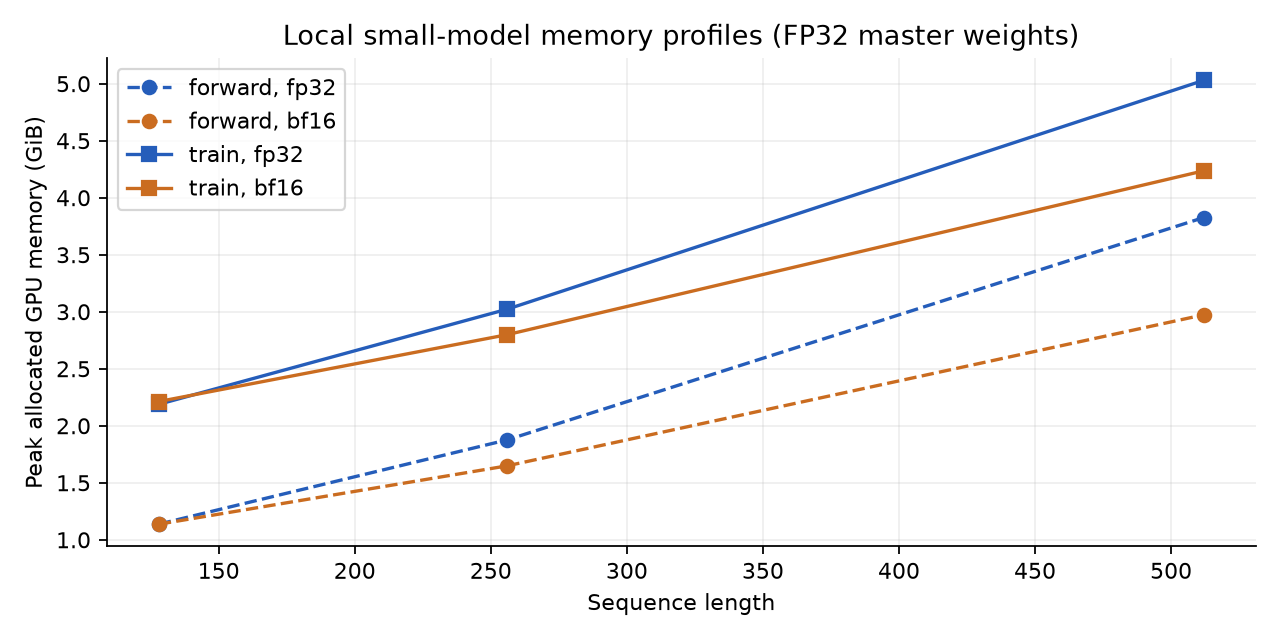 Local small-model memory profiles (FP32 master weights)
forward, fp32
forward, bf16
train, fp32
train, bf16
Peak allocated GPU memory (GiB)
5.0
4.5
4.0
3.5
3.0
2.5
2.0
1.5
1.0
150 200 250 300 350 400 450 500
Sequence length